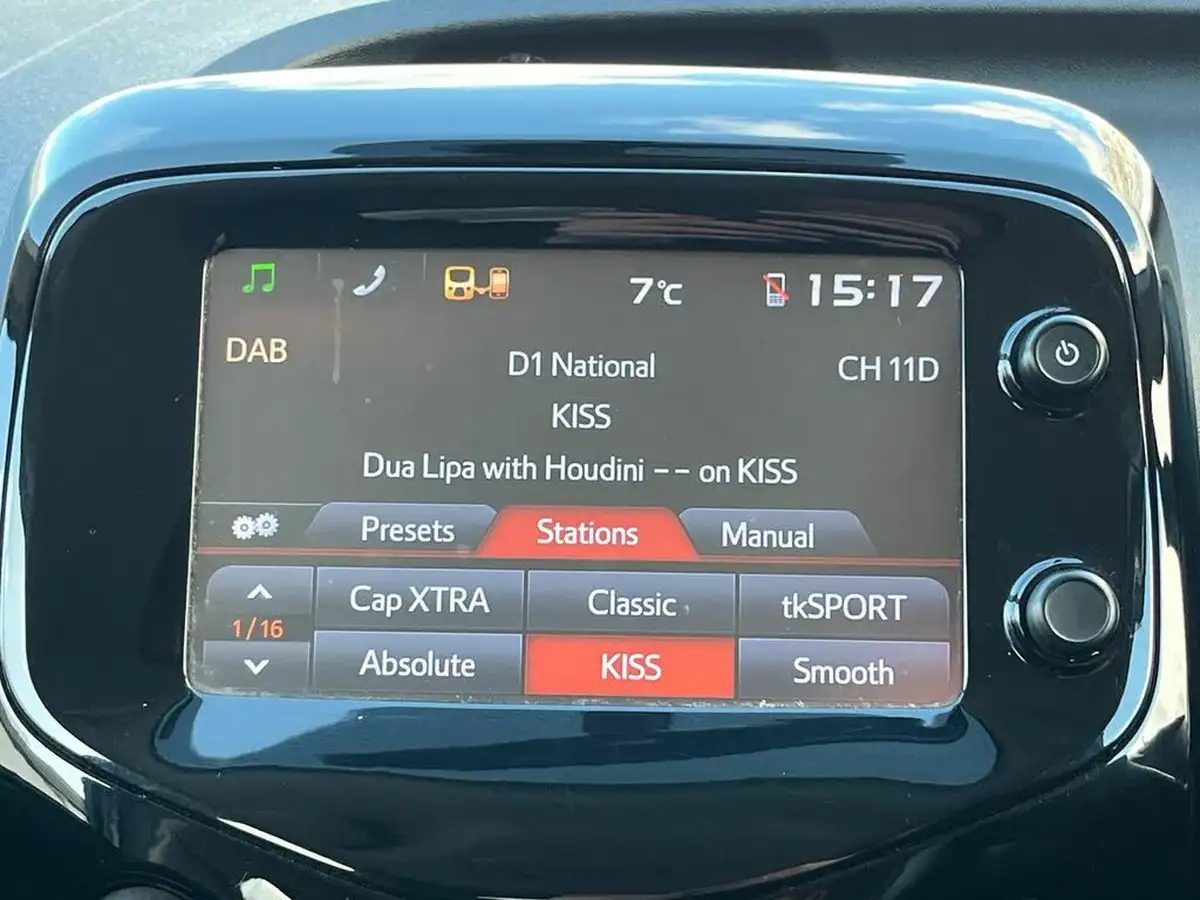 7°C 15:17
DAB D1 National CH 11D
KISS
Dua Lipa with Houdini -- on KISS
Presets Stations Manual
Cap XTRA Classic tkSPORT
1/16
Absolute KISS Smooth